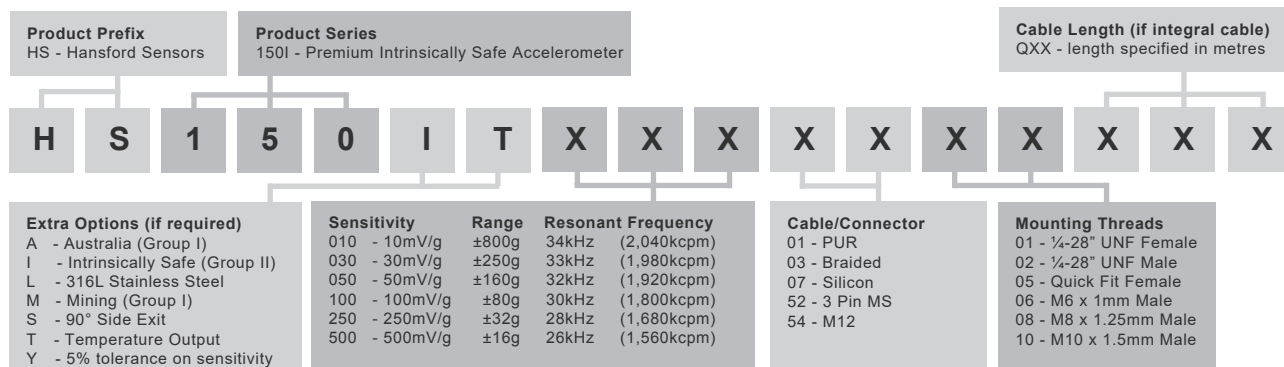 Product Prefix
HS - Hansford Sensors
Product Series
150I - Premium Intrinsically Safe Accelerometer
Cable Length (if integral cable)
QXX - length specified in metres
H S 1 5 0 I T X X X X X X X X X X
Extra Options (if required)
A - Australia (Group I)
I - Intrinsically Safe (Group II)
L - 316L Stainless Steel
M - Mining (Group I)
S - 90° Side Exit
T - Temperature Output
Y - 5% tolerance on sensitivity
Sensitivity Range Resonant Frequency
010 - 10mV/g ±800g 34kHz (2,040kcpm)
030 - 30mV/g ±250g 33kHz (1,980kcpm)
050 - 50mV/g ±160g 32kHz (1,920kcpm)
100 - 100mV/g ±80g 30kHz (1,800kcpm)
250 - 250mV/g ±32g 28kHz (1,680kcpm)
500 - 500mV/g ±16g 26kHz (1,560kcpm)
Cable/Connector
01 - PUR
03 - Braided
07 - Silicon
52 - 3 Pin MS
54 - M12
Mounting Threads
01 - ¼-28” UNF Female
02 - ¼-28” UNF Male
05 - Quick Fit Female
06 - M6 x 1mm Male
08 - M8 x 1.25mm Male
10 - M10 x 1.5mm Male